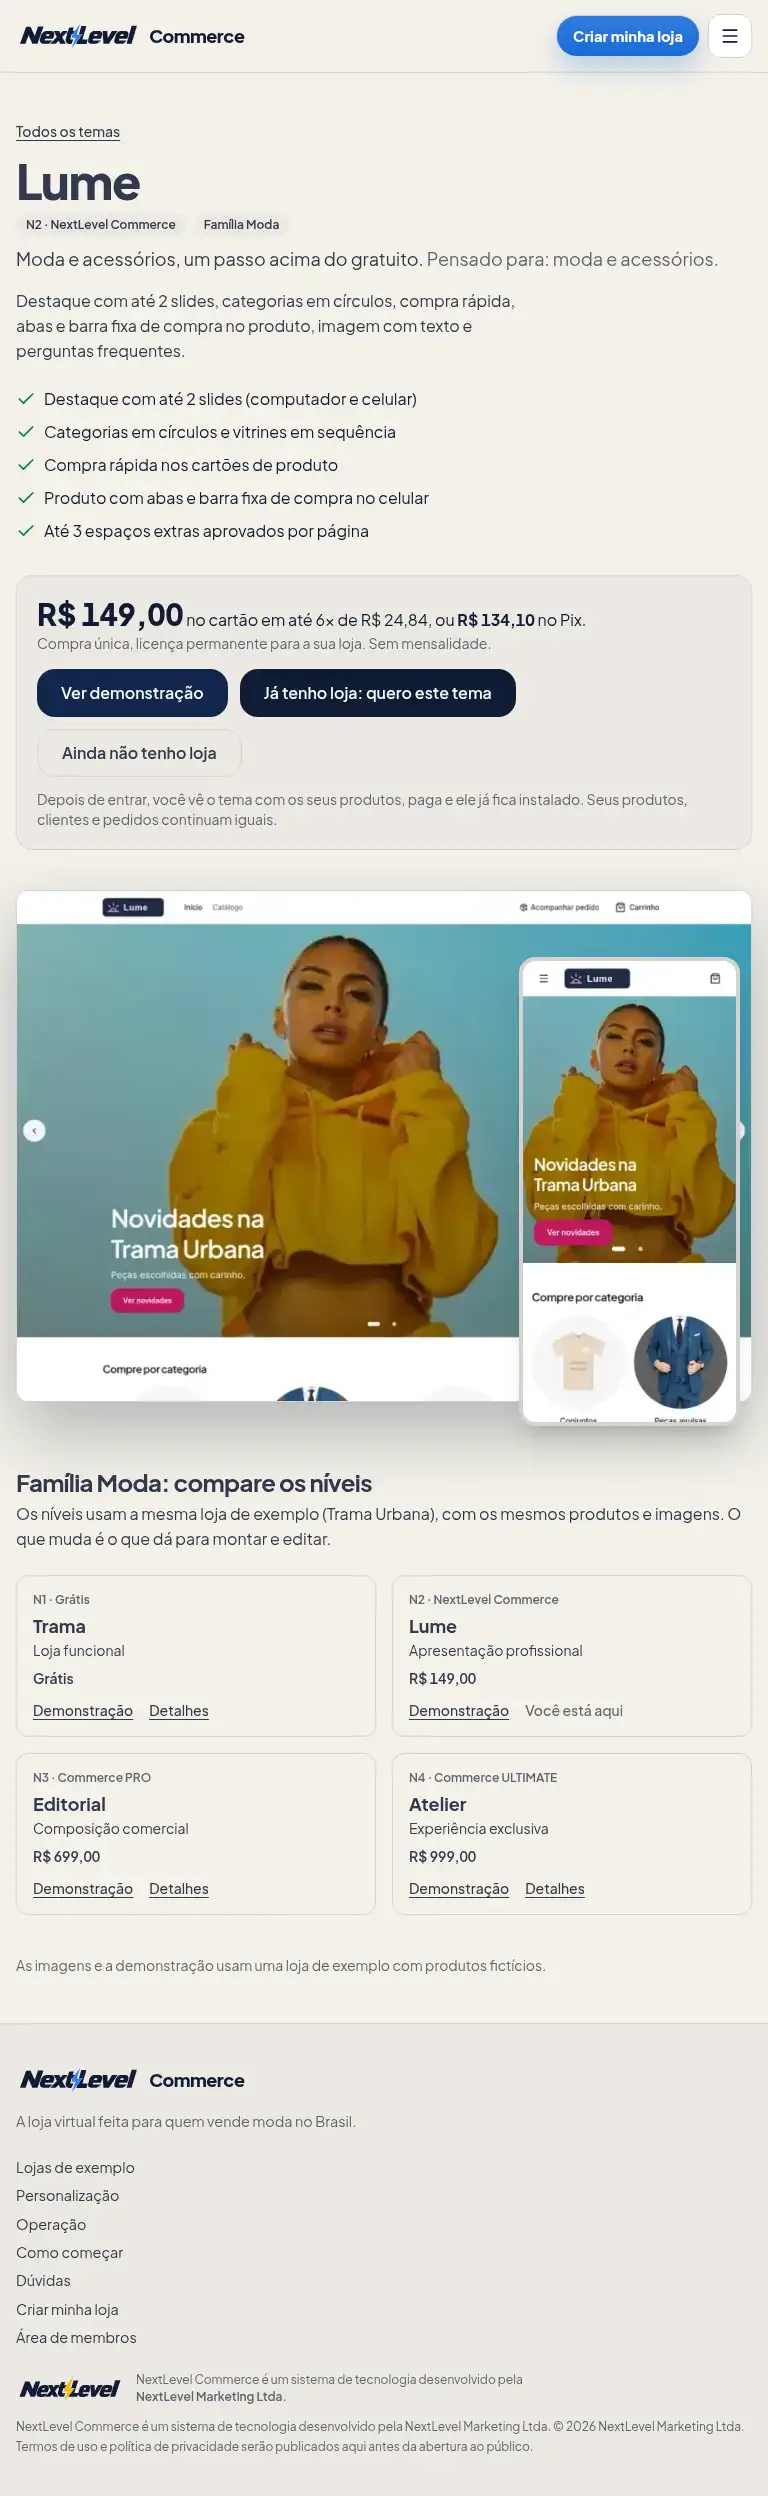 NextLevel Commerce
Criar minha loja
Todos os temas
Lume
N2 · NextLevel Commerce
Família Moda
Moda e acessórios, um passo acima do gratuito. Pensado para: moda e acessórios.
Destaque com até 2 slides, categorias em círculos, compra rápida,
abas e barra fixa de compra no produto, imagem com texto e
perguntas frequentes.
Destaque com até 2 slides (computador e celular)
Categorias em círculos e vitrines em sequência
Compra rápida nos cartões de produto
Produto com abas e barra fixa de compra no celular
Até 3 espaços extras aprovados por página
R$ 149,00 no cartão em até 6× de R$ 24,84, ou R$ 134,10 no Pix.
Compra única, licença permanente para a sua loja. Sem mensalidade.
Ver demonstração
Já tenho loja: quero este tema
Ainda não tenho loja
Depois de entrar, você vê o tema com os seus produtos, paga e ele já fica instalado. Seus produtos,
clientes e pedidos continuam iguais.
Lume
Início
Catálogo
Acompanhar pedido
Carrinho
Novidades na
Trama Urbana
Peças escolhidas com carinho.
Ver novidades
Compre por categoria
Lume
Novidades na
Trama Urbana
Peças escolhidas com carinho.
Ver novidades
Compre por categoria
Conjuntos
Peças avulsas
Família Moda: compare os níveis
Os níveis usam a mesma loja de exemplo (Trama Urbana), com os mesmos produtos e imagens. O
que muda é o que dá para montar e editar.
N1 · Grátis
Trama
Loja funcional
Grátis
Demonstração
Detalhes
N2 · NextLevel Commerce
Lume
Apresentação profissional
R$ 149,00
Demonstração
Você está aqui
N3 · Commerce PRO
Editorial
Composição comercial
R$ 699,00
Demonstração
Detalhes
N4 · Commerce ULTIMATE
Atelier
Experiência exclusiva
R$ 999,00
Demonstração
Detalhes
As imagens e a demonstração usam uma loja de exemplo com produtos fictícios.
NextLevel Commerce
A loja virtual feita para quem vende moda no Brasil.
Lojas de exemplo
Personalização
Operação
Como começar
Dúvidas
Criar minha loja
Área de membros
NextLevel
NextLevel Commerce é um sistema de tecnologia desenvolvido pela
NextLevel Marketing Ltda.
NextLevel Commerce é um sistema de tecnologia desenvolvido pela NextLevel Marketing Ltda. © 2026 NextLevel Marketing Ltda.
Termos de uso e política de privacidade serão publicados aqui antes da abertura ao público.